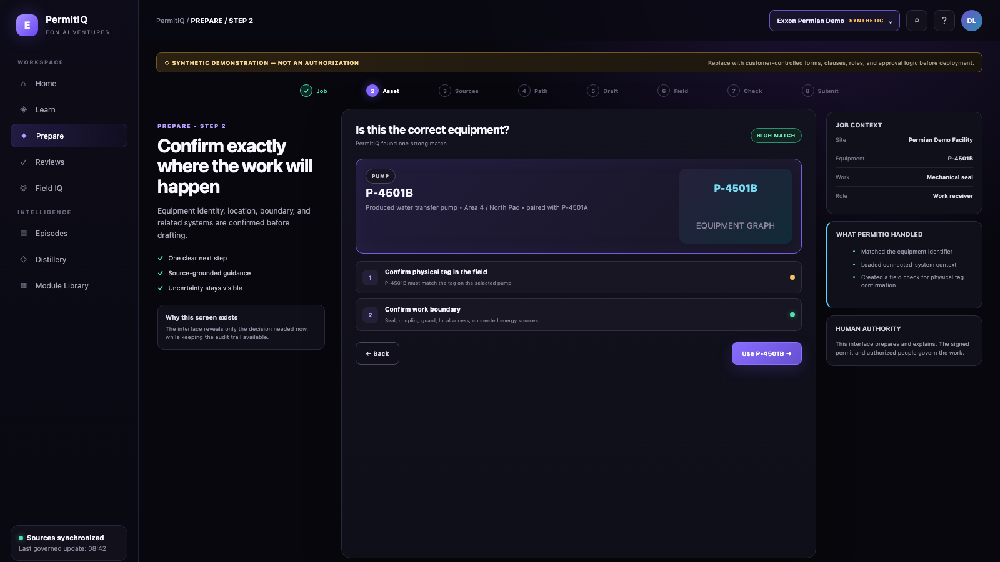 E
PermitIQ
EON AI VENTURES
WORKSPACE
Home
Learn
Prepare
Reviews
Field IQ
INTELLIGENCE
Episodes
Distillery
Module Library
Sources synchronized
Last governed update: 08:42
PermitIQ / PREPARE / STEP 2
Exxon Permian Demo SYNTHETIC
?
DL
SYNTHETIC DEMONSTRATION — NOT AN AUTHORIZATION
Replace with customer-controlled forms, clauses, roles, and approval logic before deployment.
✓ Job
2 Asset
3 Sources
4 Path
5 Draft
6 Field
7 Check
8 Submit
PREPARE • STEP 2
Confirm exactly
where the work will
happen
Equipment identity, location, boundary, and
related systems are confirmed before
drafting.
✓ One clear next step
✓ Source-grounded guidance
✓ Uncertainty stays visible
Why this screen exists
The interface reveals only the decision needed now,
while keeping the audit trail available.
Is this the correct equipment?
PermitIQ found one strong match
HIGH MATCH
PUMP
P-4501B
Produced water transfer pump • Area 4 / North Pad • paired with P-4501A
P-4501B
EQUIPMENT GRAPH
1
Confirm physical tag in the field
P-4501B must match the tag on the selected pump
2
Confirm work boundary
Seal, coupling guard, local access, connected energy sources
← Back
Use P-4501B →
JOB CONTEXT
Site Permian Demo Facility
Equipment P-4501B
Work Mechanical seal
Role Work receiver
WHAT PERMITIQ HANDLED
• Matched the equipment identifier
• Loaded connected-system context
• Created a field check for physical tag
confirmation
HUMAN AUTHORITY
This interface prepares and explains. The signed
permit and authorized people govern the work.